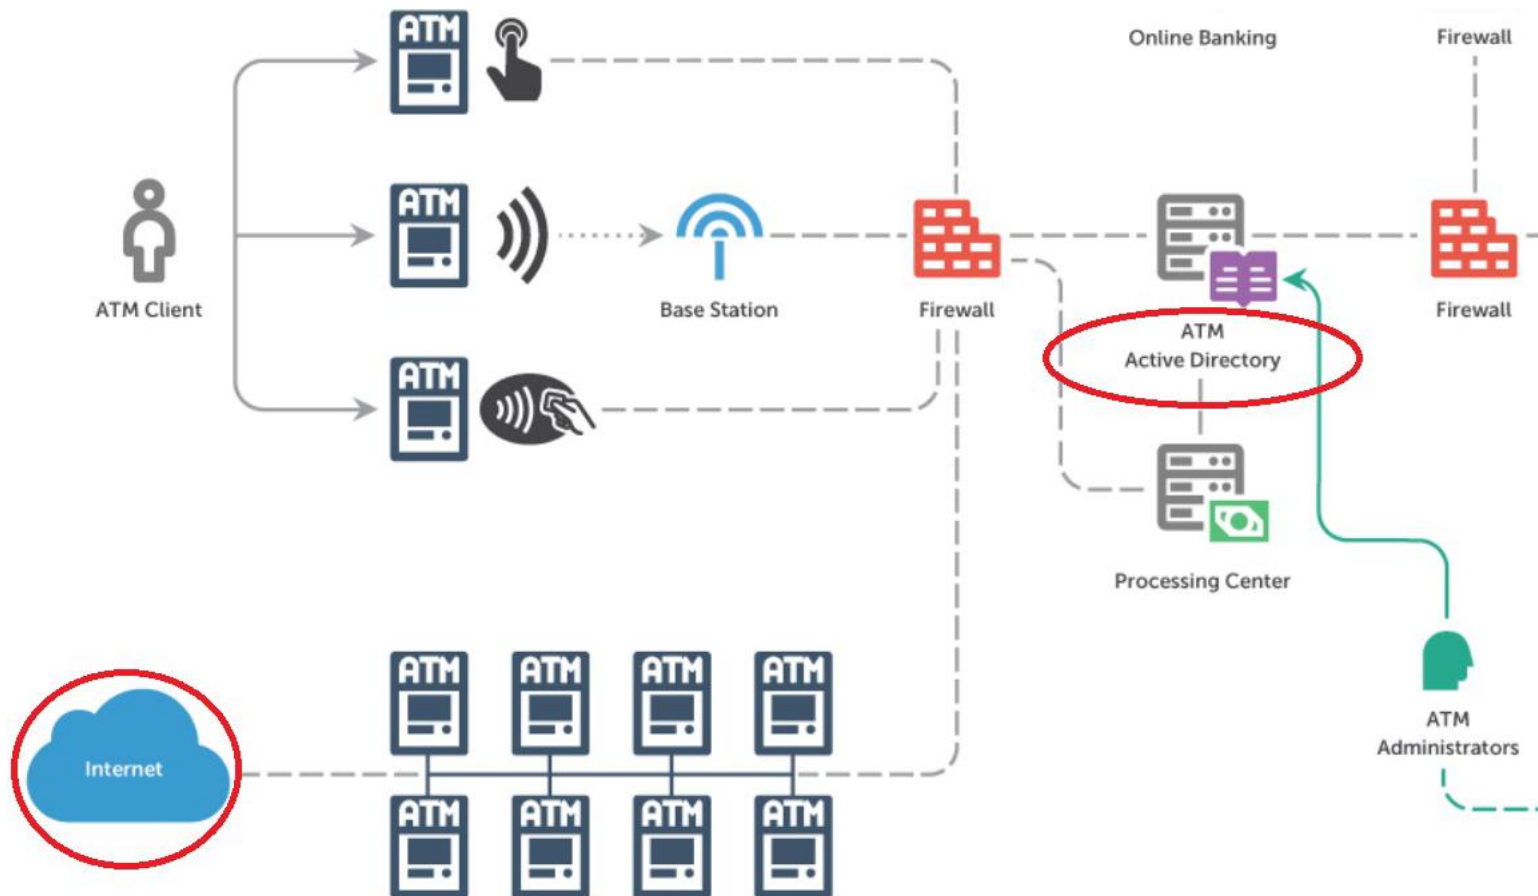 ATM
Online Banking
Firewall
ATM
ATM Client
Base Station
Firewall
ATM
Active Directory
Firewall
ATM
Processing Center
ATM
ATM
ATM
ATM
ATM
Administrators
Internet
ATM
ATM
ATM
ATM